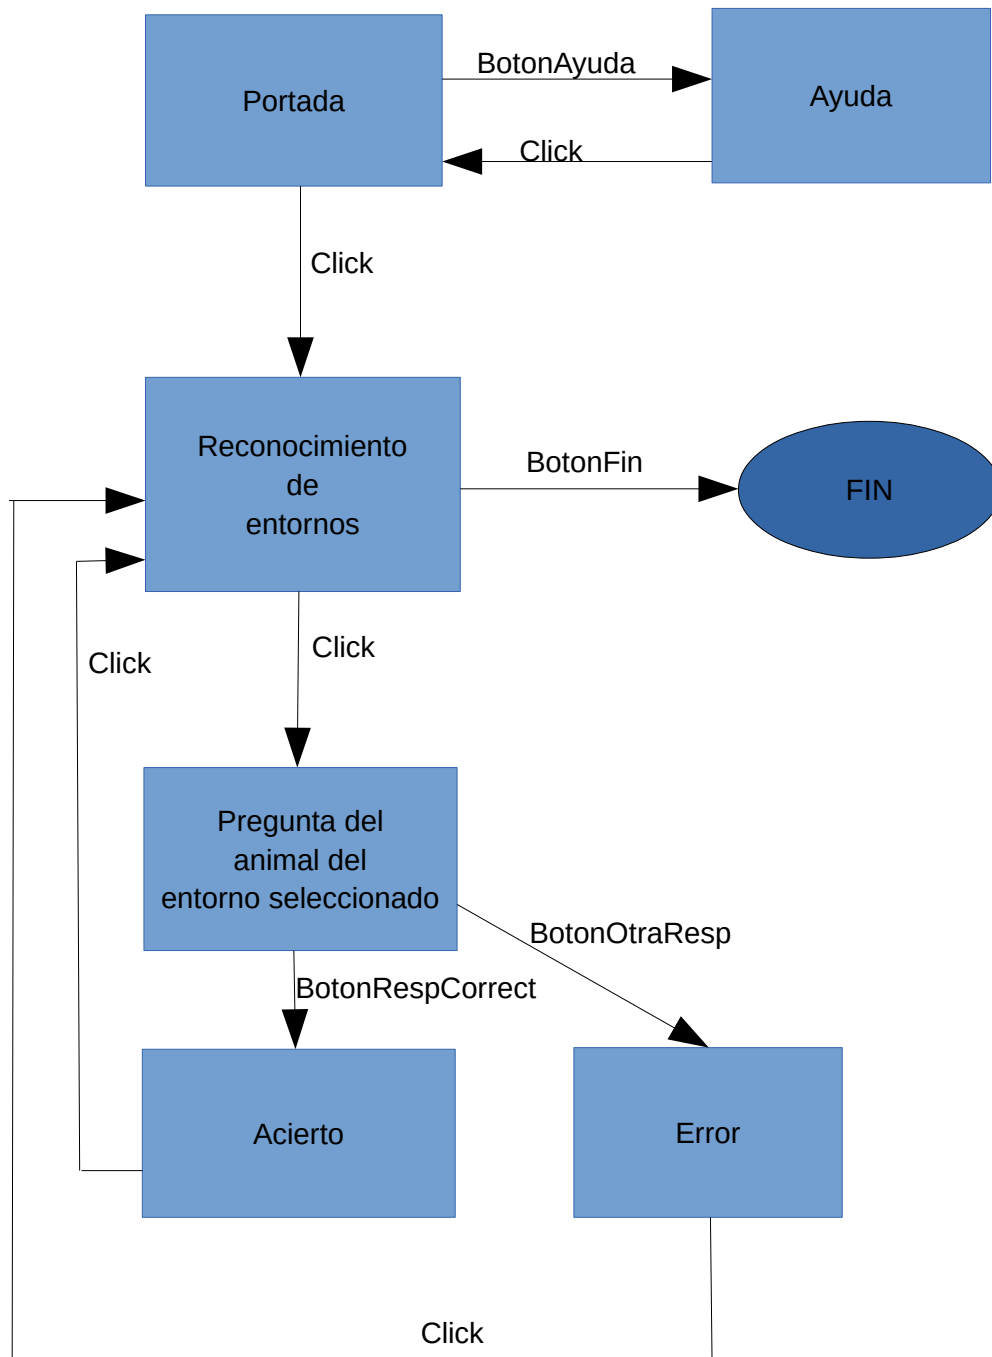 Portada
BotonAyuda
Ayuda
Click
Click
Reconocimiento
de
entornos
BotonFin
FIN
Click
Click
Pregunta del
animal del
entorno seleccionado
BotonOtraResp
BotonRespCorrect
Acierto
Error
Click